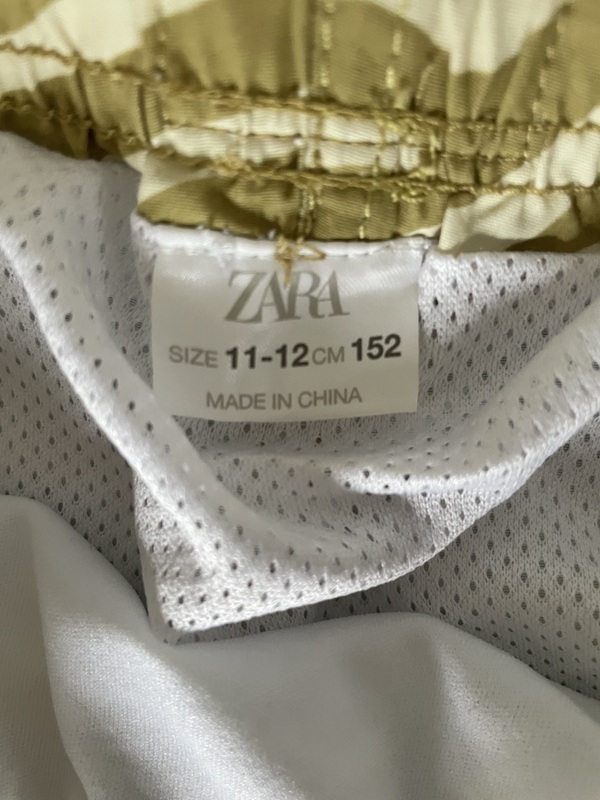 ZARA
SIZE 11-12 CM 152
MADE IN CHINA